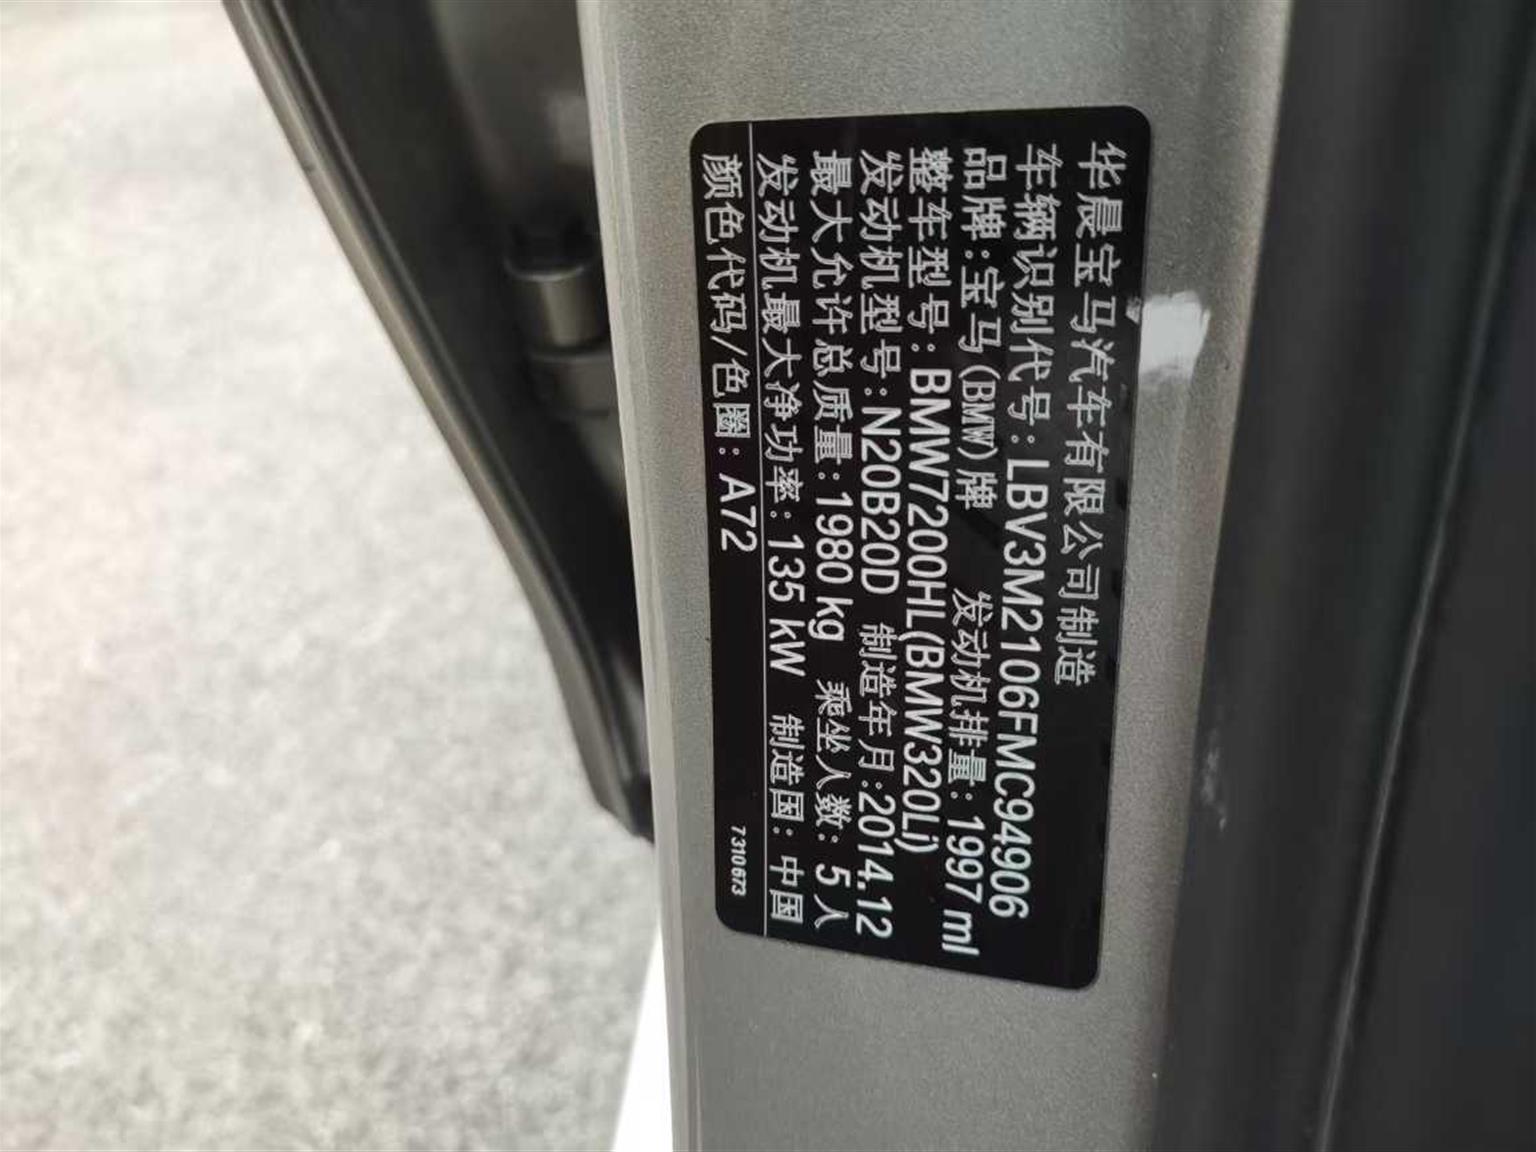 华晨宝马汽车有限公司制造
车辆识别代号:LBV3M2106FMC94906
品牌:宝马(BMW)牌 发动机排量:1997 ml
整车型号:BMW7200HL(BMW320Li)
发动机型号:N20B20D 制造年月:2014.12
最大允许总质量:1980 kg 乘坐人数:5人
发动机最大净功率:135 kW 制造国:中国
颜色代码/色圈:A72 7310673